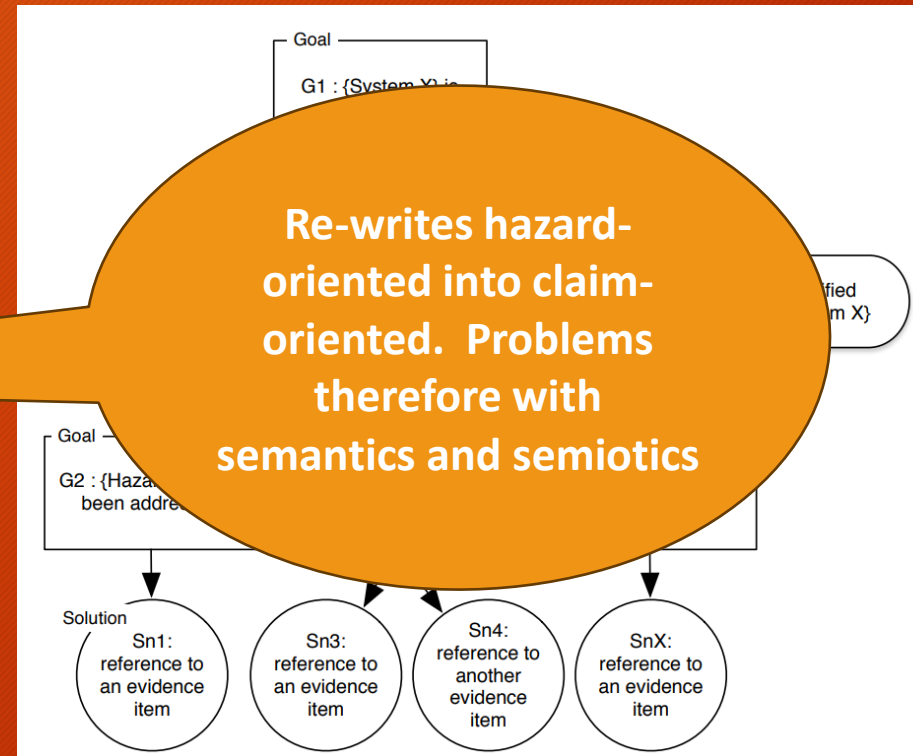 Goal
G1 : {System X} is
Re-writes hazard-
oriented into claim-
oriented.  Problems
therefore with
semantics and semiotics
fied
m X}
Goal
G2 : {Haza
been addre
Solution
Sn1:
reference to
an evidence
item
Sn3:
reference to
an evidence
item
Sn4:
reference to
another
evidence
item
SnX:
reference to
an evidence
item